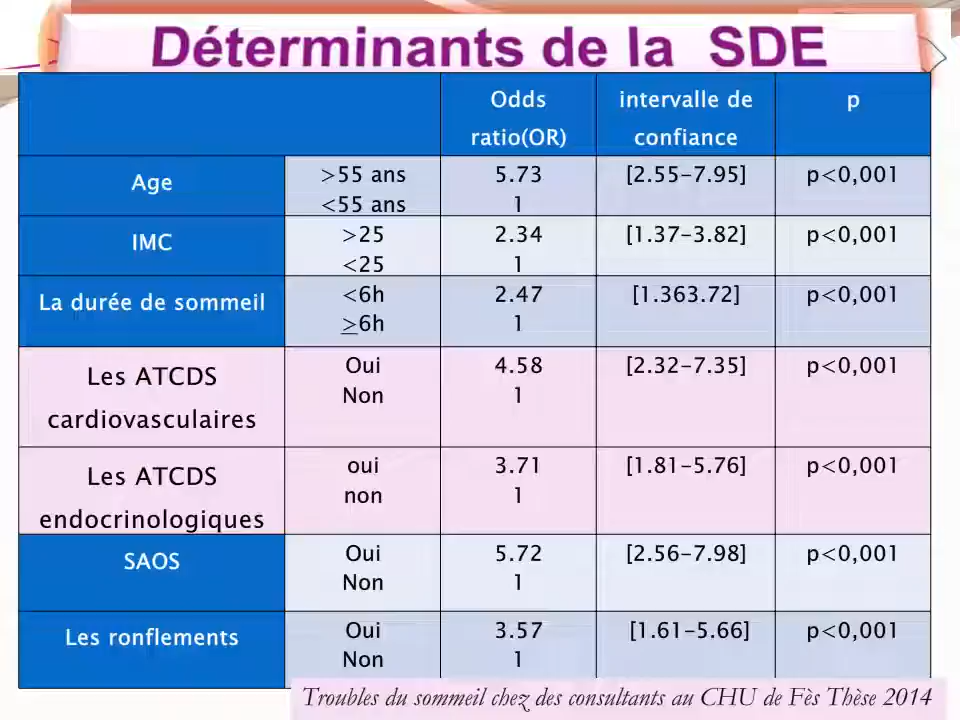 Déterminants de la SDE
Odds ratio(OR) intervalle de confiance p
Age >55 ans 5.73 [2.55-7.95] p<0,001
<55 ans 1
IMC >25 2.34 [1.37-3.82] p<0,001
<25 1
La durée de sommeil <6h 2.47 [1.363.72] p<0,001
≥6h 1
Les ATCDS cardiovasculaires Oui 4.58 [2.32-7.35] p<0,001
Non 1
Les ATCDS endocrinologiques oui 3.71 [1.81-5.76] p<0,001
non 1
SAOS Oui 5.72 [2.56-7.98] p<0,001
Non 1
Les ronflements Oui 3.57 [1.61-5.66] p<0,001
Non 1
Troubles du sommeil chez des consultants au CHU de Fès Thèse 2014